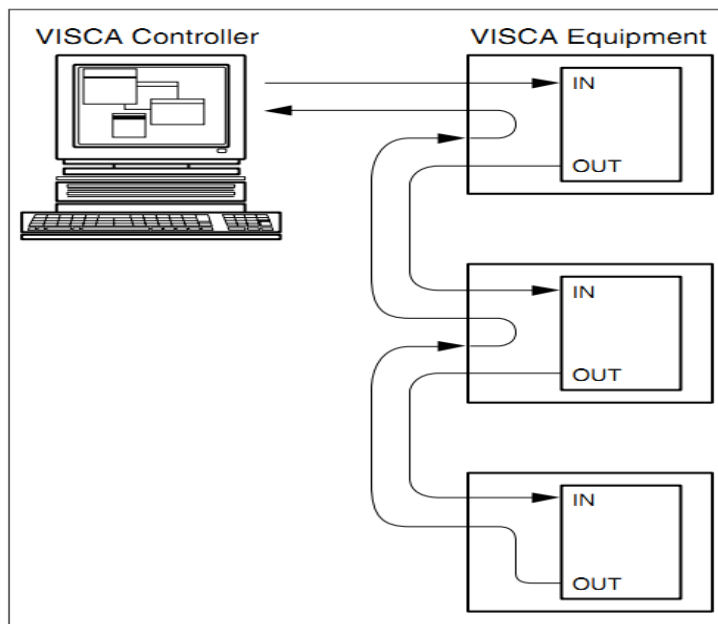 VISCA Controller
VISCA Equipment
IN
OUT
IN
OUT
IN
OUT